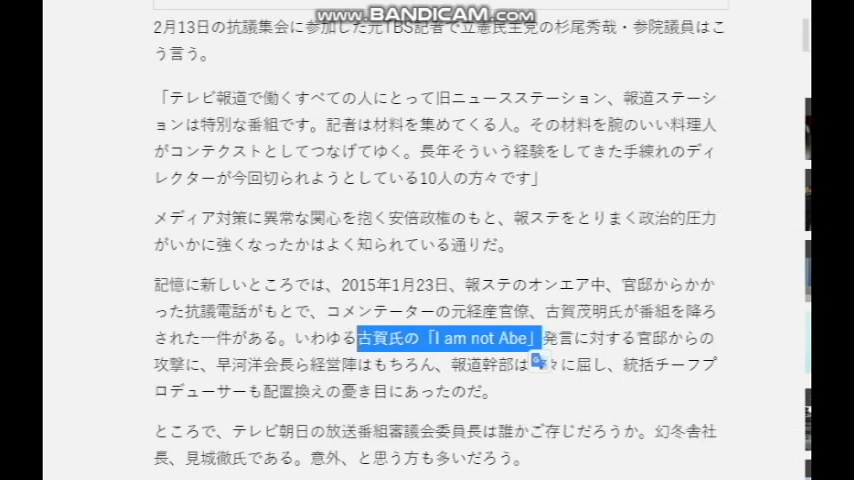 www.BANDICAM.com
2月13日の抗議集会に参加した元TBS記者で立憲民主党の杉尾秀哉・参院議員はこ
う言う。
「テレビ報道で働くすべての人にとって旧ニュースステーション、報道ステーシ
ョンは特別な番組です。記者は材料を集めてくる人。その材料を腕のいい料理人
がコンテクストとしてつなげてゆく。長年そういう経験をしてきた手練れのディ
レクターが今回切られようとしている10人の方々です」
メディア対策に異常な関心を抱く安倍政権のもと、報ステをとりまく政治的圧力
がいかに強くなったかはよく知られている通りだ。
記憶に新しいところでは、2015年1月23日、報ステのオンエア中、官邸からかか
った抗議電話がもとで、コメンテーターの元経産官僚、古賀茂明氏が番組を降ろ
された一件がある。いわゆる古賀氏の「I am not Abe」発言に対する官邸からの
攻撃に、早河洋会長ら経営陣はもちろん、報道幹部は々に屈し、統括チーフプ
ロデューサーも配置換えの憂き目にあったのだ。
ところで、テレビ朝日の放送番組審議会委員長は誰かご存じだろうか。幻冬舎社
長、見城徹氏である。意外、と思う方も多いだろう。